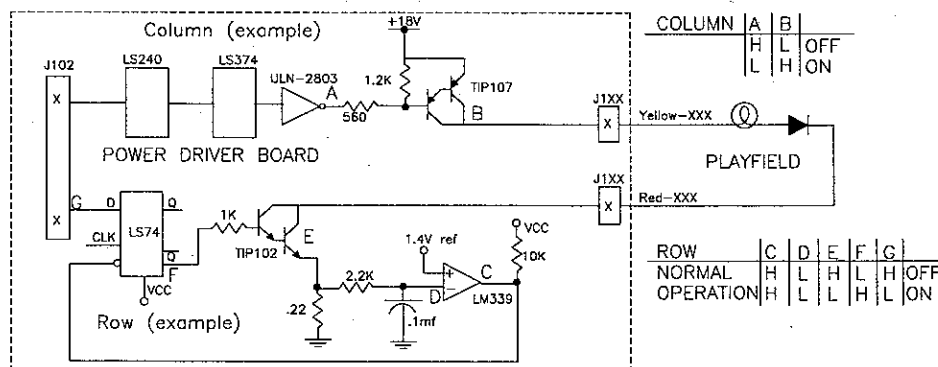 Column (example)
+18V
J102
LS240
LS374
ULN-2803
A
1.2K
TIP107
560
B
J1XX
Yellow-XXX
X
X
POWER DRIVER BOARD
PLAYFIELD
COLUMN A B
H L OFF
L H ON
G
D
Q
LS74
CLK
Q
F
VCC
1K
TIP102
E
J1XX
X
Red-XXX
X
1.4V ref
VCC
10K
2.2K
C
D
+
-
LM339
.22
.1mf
Row (example)
ROW C D E F G
NORMAL H L H L H OFF
OPERATION H L L H L ON